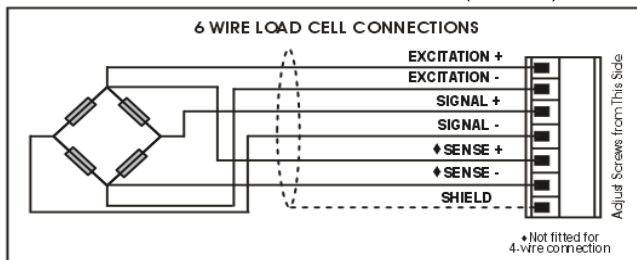 6 WIRE LOAD CELL CONNECTIONS
EXCITATION +
EXCITATION -
SIGNAL +
SIGNAL -
♦SENSE +
♦SENSE -
SHIELD
Adjust Screws from This Side
♦Not fitted for
4-wire connection